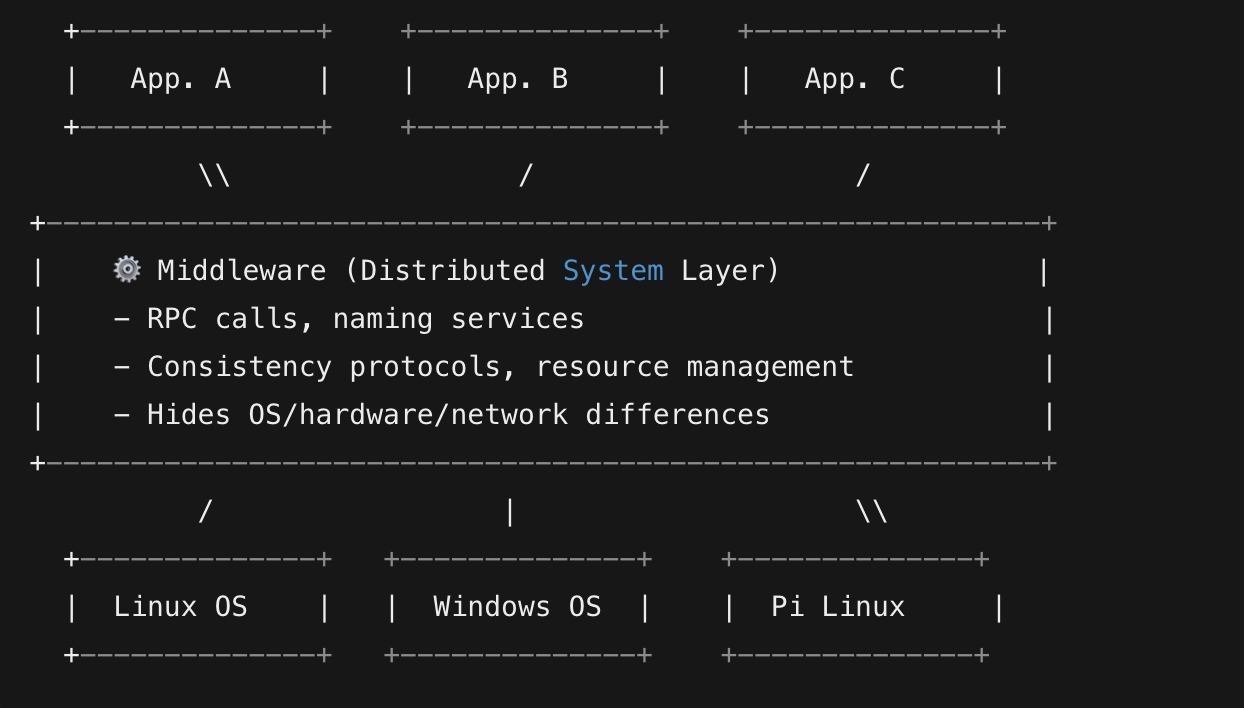 +--------------+    +--------------+    +--------------+
|   App. A     |    |   App. B     |    |   App. C     |
+--------------+    +--------------+    +--------------+
        \\                 /                   /
+-----------------------------------------------------------+
|    ⚙️ Middleware (Distributed System Layer)               |
|    – RPC calls, naming services                           |
|    – Consistency protocols, resource management           |
|    – Hides OS/hardware/network differences                |
+-----------------------------------------------------------+
        /                 |                    \\
+--------------+   +--------------+    +--------------+
|  Linux OS    |   |  Windows OS  |    |  Pi Linux     |
+--------------+   +--------------+    +--------------+